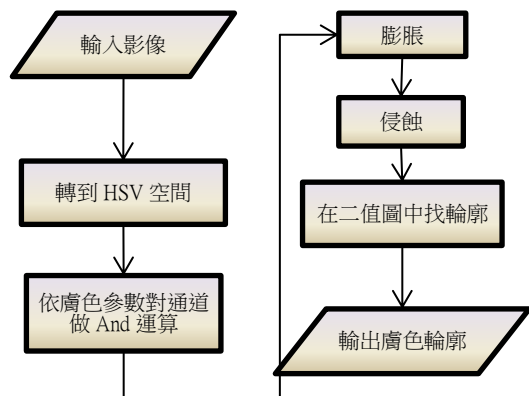 輸入影像
轉到 HSV 空間
依膚色參數對通道
做 And 運算
膨脹
侵蝕
在二值圖中找輪廓
輸出膚色輪廓